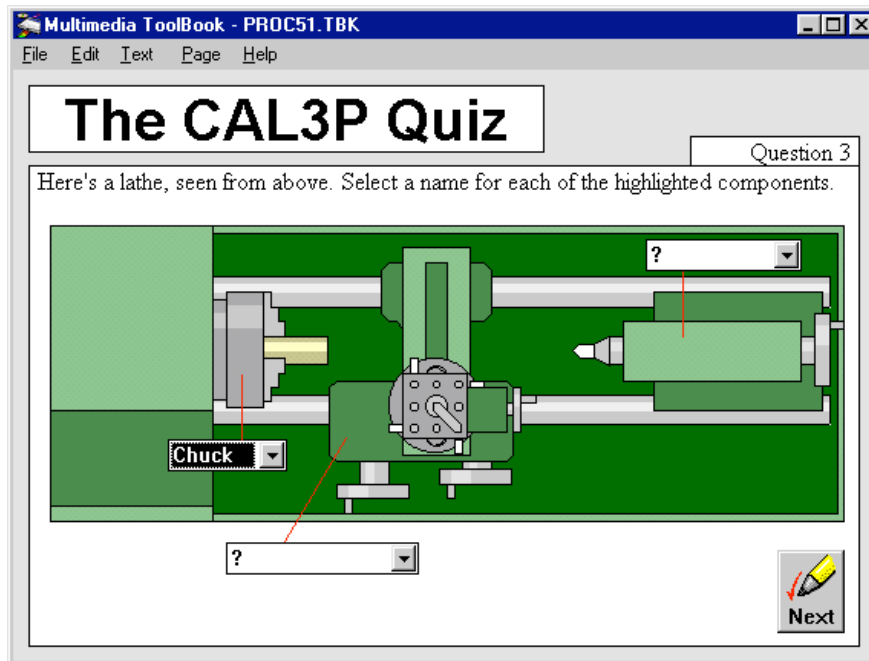 Multimedia ToolBook - PROC51.TBK
File Edit Text Page Help
The CAL3P Quiz
Question 3
Here's a lathe, seen from above. Select a name for each of the highlighted components.
?
Chuck
?
Next